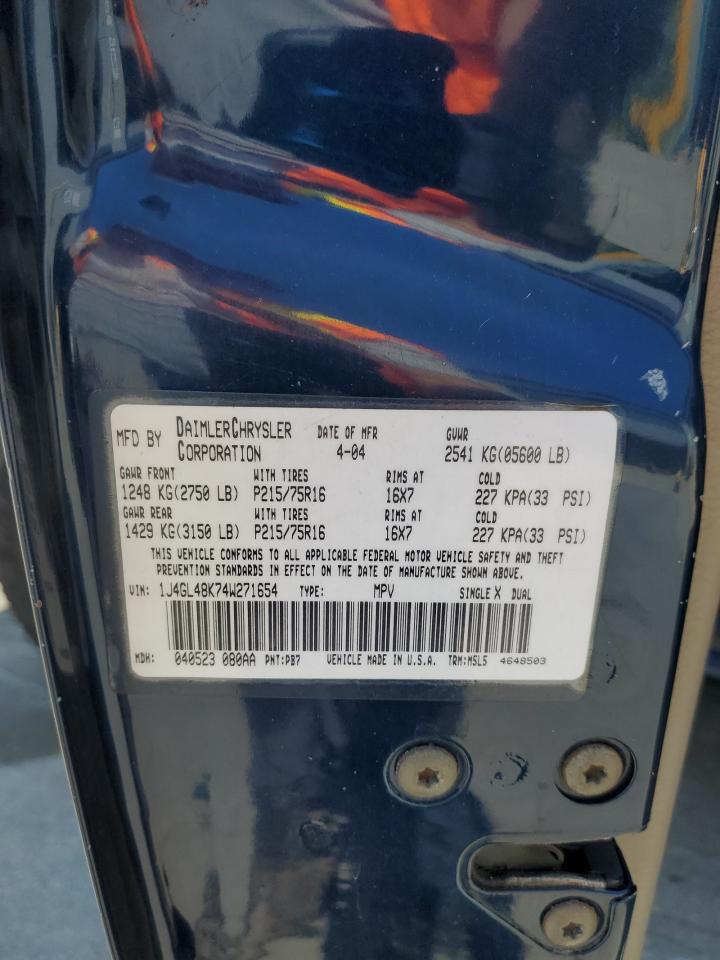 MFD BY DAIMLERCHRYSLER CORPORATION DATE OF MFR 4-04 GVWR 2541 KG(05600 LB)
GAWR FRONT WITH TIRES RIMS AT COLD
1248 KG(2750 LB) P215/75R16 16X7 227 KPA(33 PSI)
GAWR REAR WITH TIRES RIMS AT COLD
1429 KG(3150 LB) P215/75R16 16X7 227 KPA(33 PSI)
THIS VEHICLE CONFORMS TO ALL APPLICABLE FEDERAL MOTOR VEHICLE SAFETY AND THEFT
PREVENTION STANDARDS IN EFFECT ON THE DATE OF MANUFACTURE SHOWN ABOVE.
VIN: 1J4GL48K74W271654 TYPE: MPV SINGLE X DUAL
MDH: 040523 080AA PNT:PB7 VEHICLE MADE IN U.S.A. TRM:M5L5 4648503